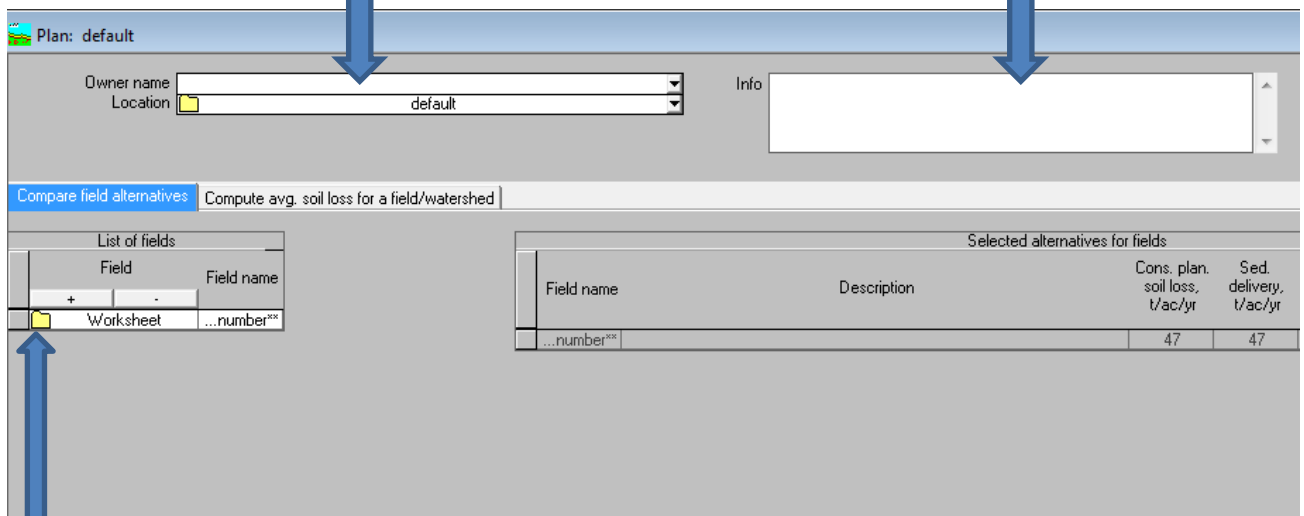 Plan: default
Owner name
Location default
Info
Compare field alternatives Compute avg. soil loss for a field/watershed
List of fields
Field Field name
+ -
Worksheet ...number**
Selected alternatives for fields
Field name Description Cons. plan. soil loss, t/ac/yr Sed. delivery, t/ac/yr
...number** 47 47